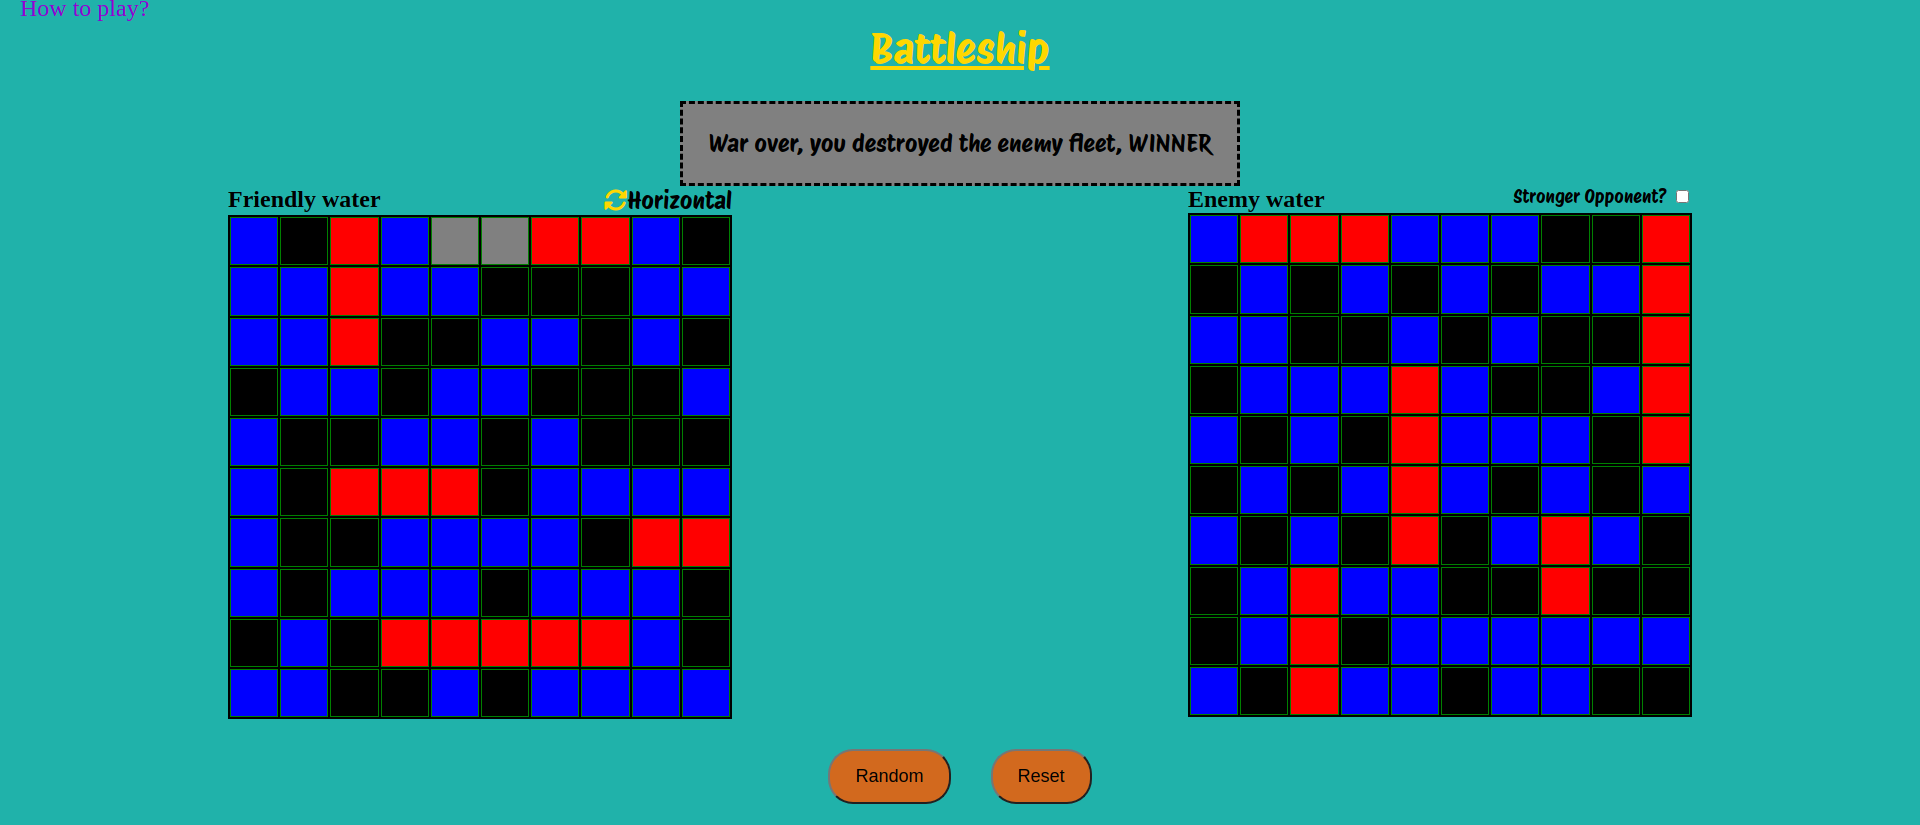 How to play?
Battleship
War over, you destroyed the enemy fleet, WINNER
Friendly water
Horizontal
Enemy water
Stronger Opponent?
Random
Reset